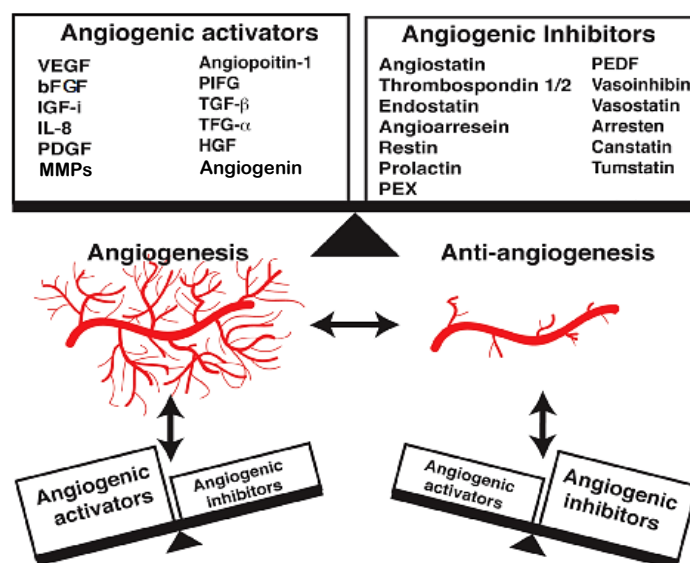 Angiogenic activators
VEGF
bFGF
IGF-i
IL-8
PDGF
MMPs
Angiopoitin-1
PIFG
TGF-β
TFG-α
HGF
Angiogenin
Angiogenic Inhibitors
Angiostatin
Thrombospondin 1/2
Endostatin
Angioarresein
Restin
Prolactin
PEX
PEDF
Vasoinhibin
Vasostatin
Arresten
Canstatin
Tumstatin
Angiogenesis
Anti-angiogenesis
Angiogenic
activators
Angiogenic
inhibitors
Angiogenic
activators
Angiogenic
inhibitors